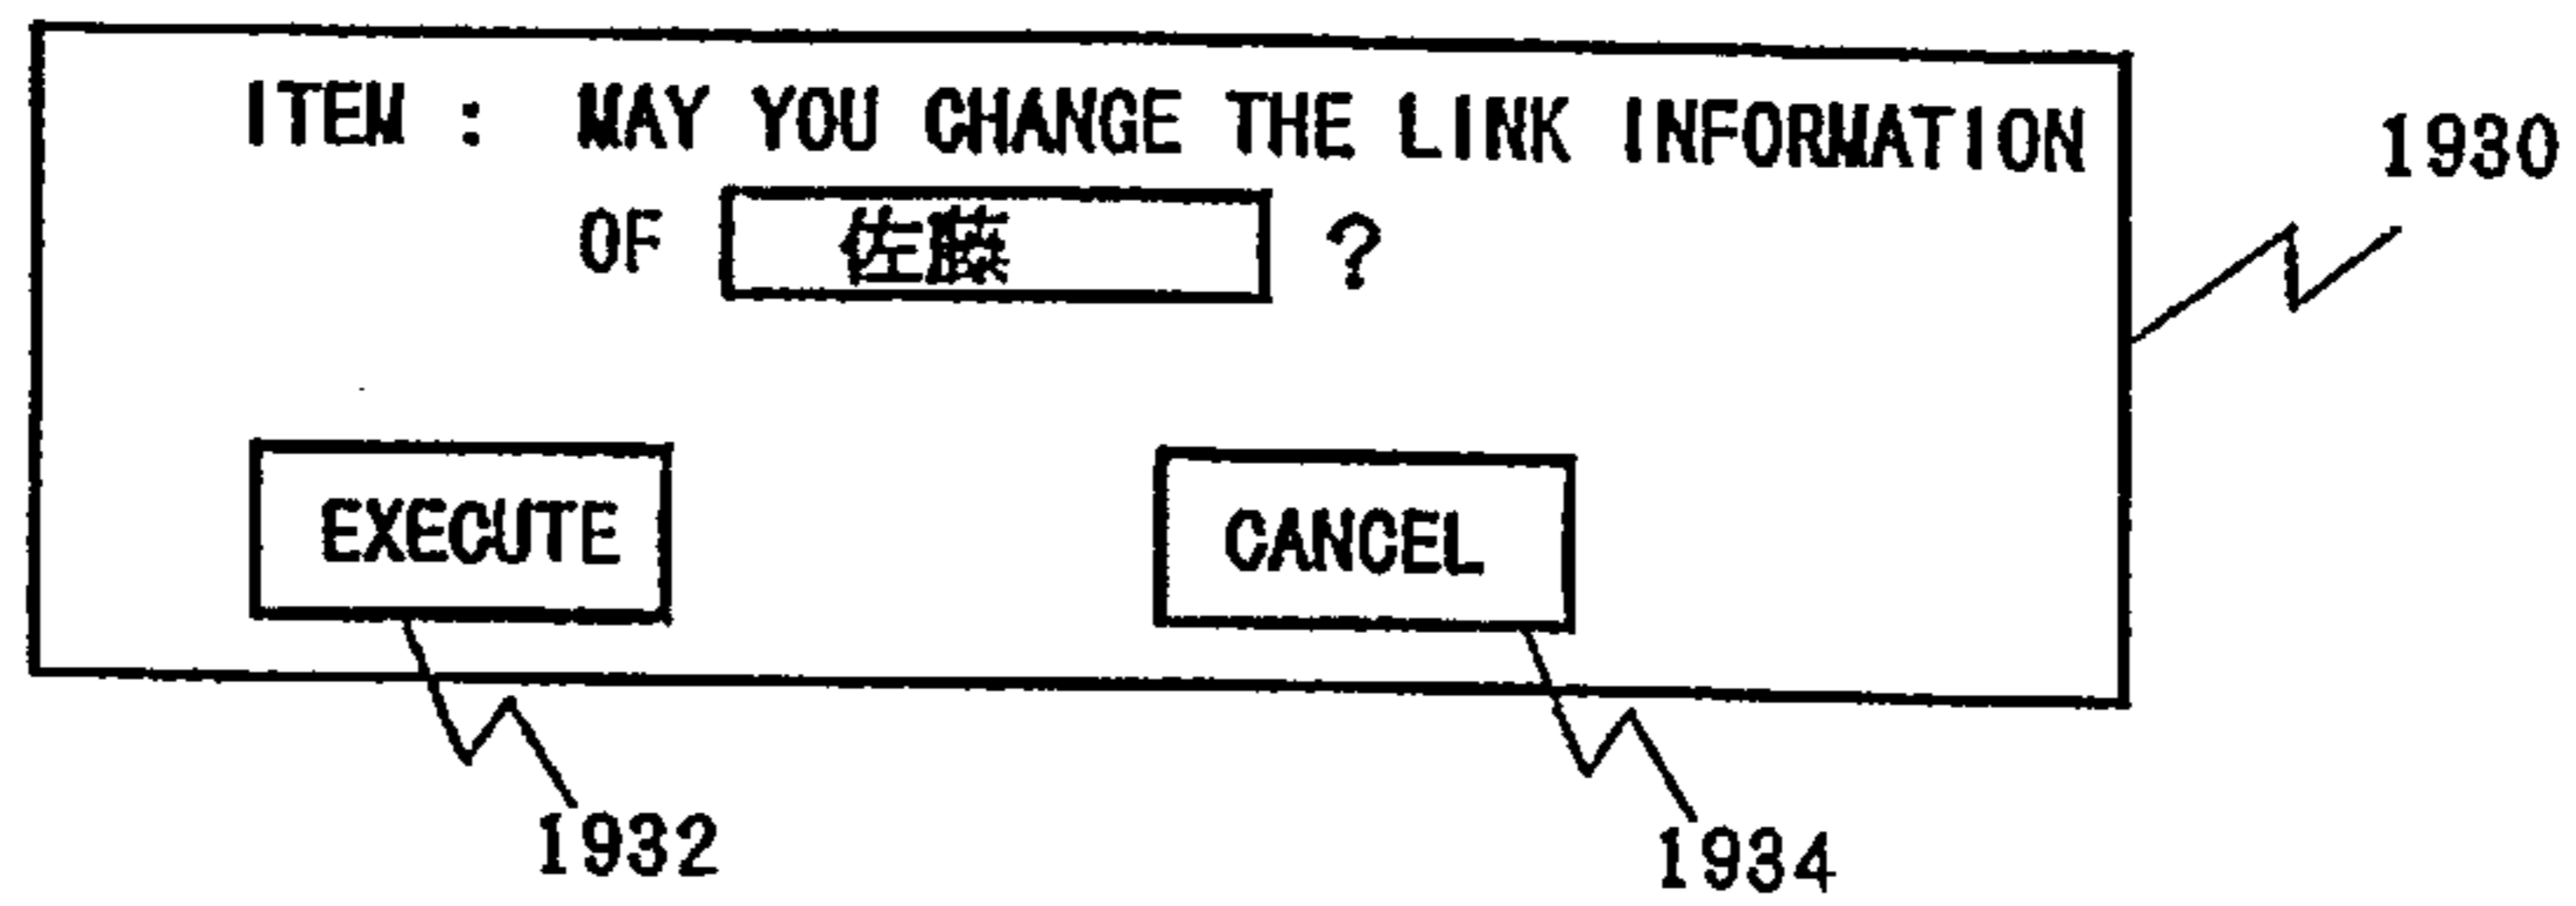 ITEM : MAY YOU CHANGE THE LINK INFORMATION
1930
OF 佐藤 ?
EXECUTE CANCEL
1932 1934